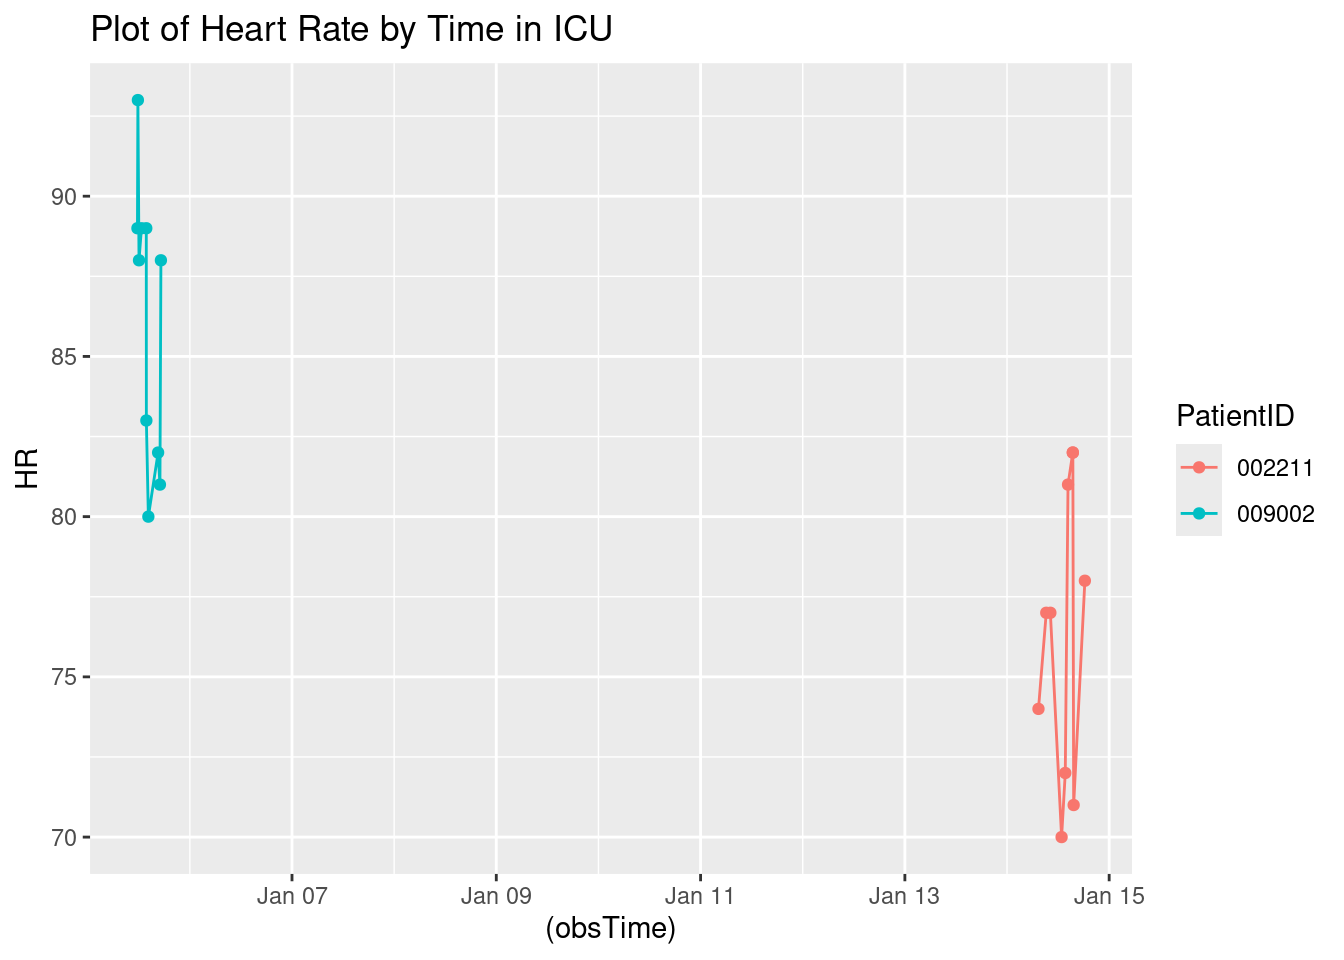 Plot of Heart Rate by Time in ICU
HR
90
85
80
75
70
Jan 07 Jan 09 Jan 11 Jan 13 Jan 15
(obsTime)
PatientID
002211
009002